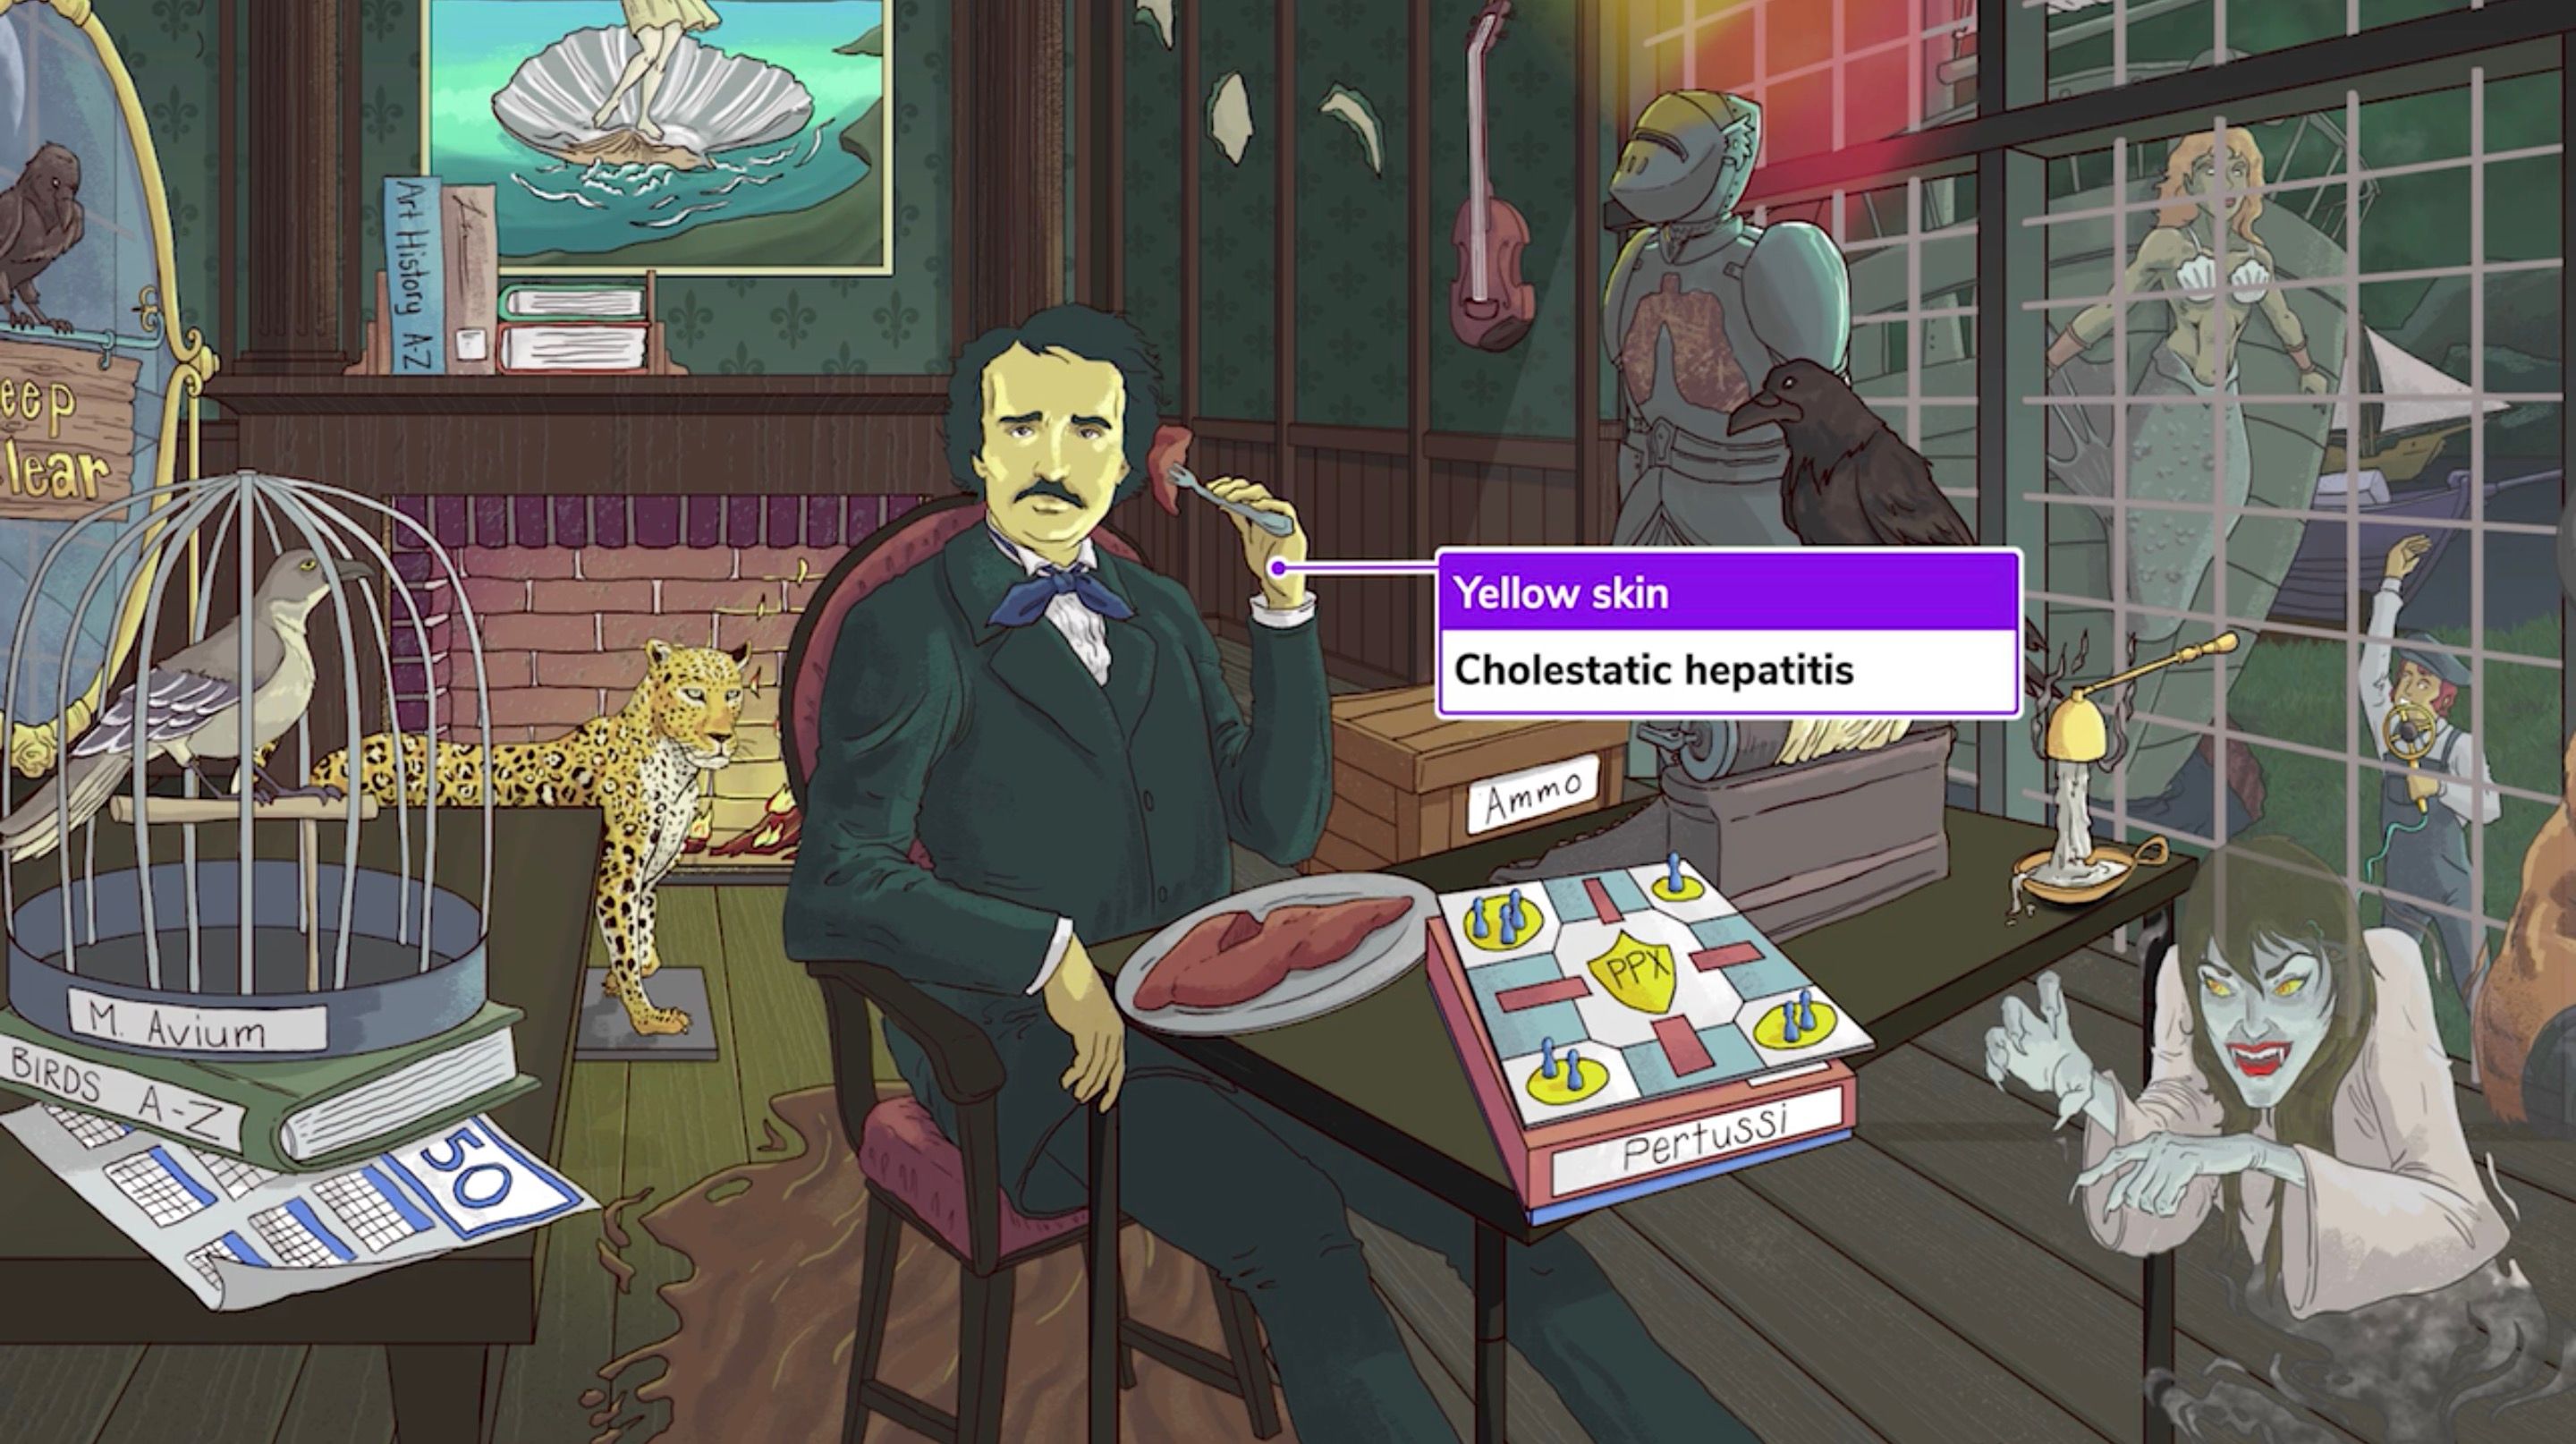 Art History A-Z
eep
lear
Yellow skin
Cholestatic hepatitis
Ammo
PPX
M. Avium
BIRDS A-Z
50
Pertussi